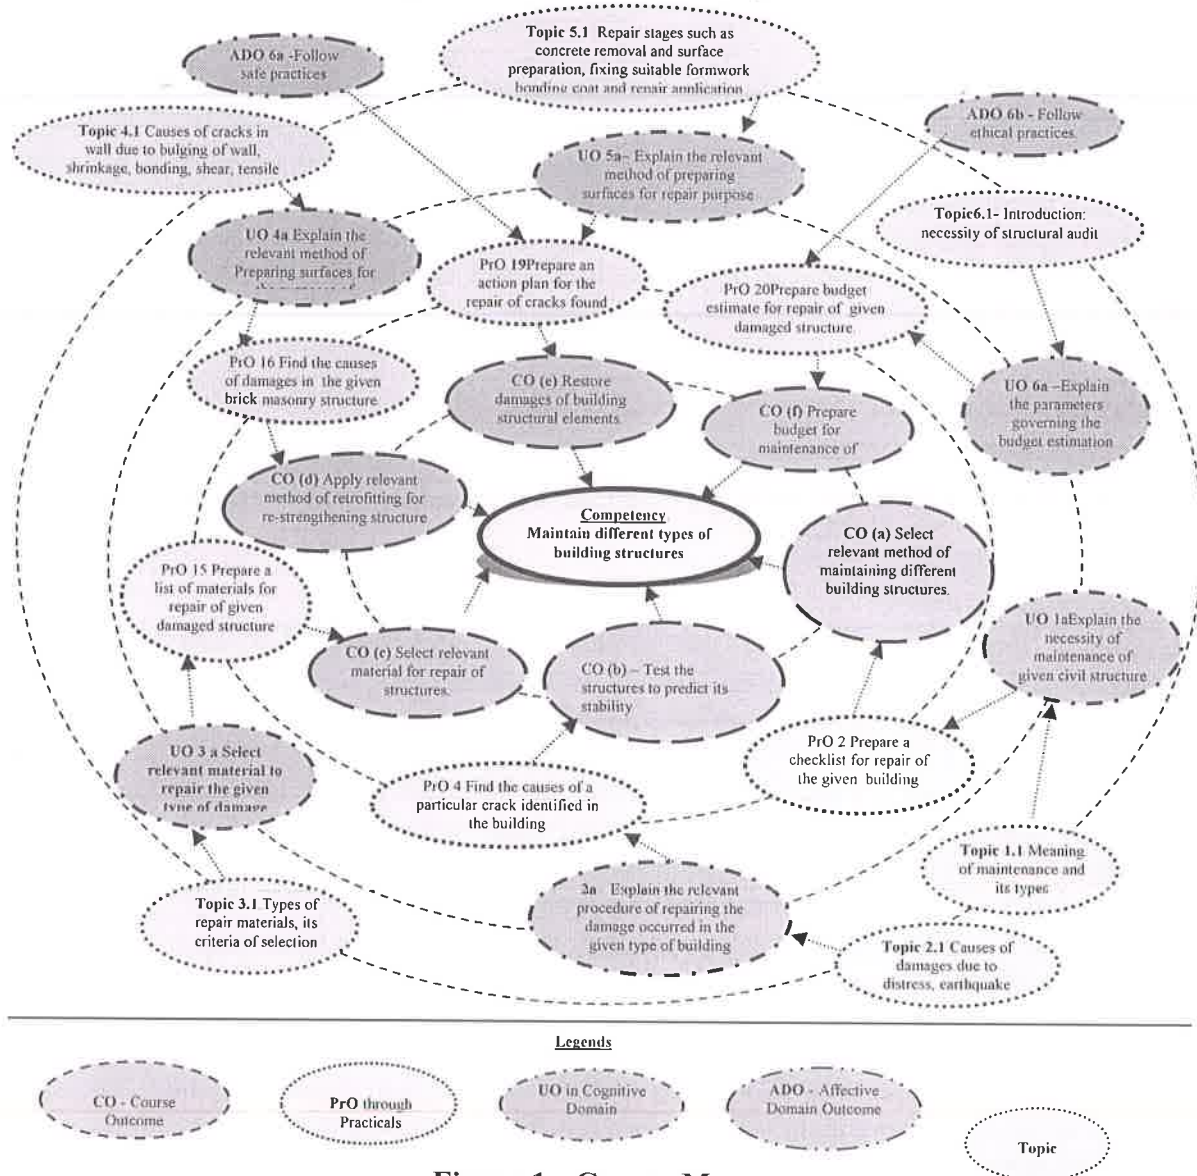 Topic 5.1 Repair stages such as
concrete removal and surface
preparation, fixing suitable formwork
bonding coat and repair application
ADO 6a -Follow
safe practices
ADO 6b - Follow
ethical practices
Topic 4.1 Causes of cracks in
wall due to bulging of wall,
shrinkage, bonding, shear, tensile
UO 5a– Explain the relevant
method of preparing
surfaces for repair purpose
Topic6.1- Introduction:
necessity of structural audit
UO 4a Explain the
relevant method of
Preparing surfaces for
PrO 19Prepare an
action plan for the
repair of cracks found
PrO 20Prepare budget
estimate for repair of given
damaged structure
PrO 16 Find the causes
of damages in the given
brick masonry structure
CO (e) Restore
damages of building
structural elements
CO (f) Prepare
budget for
maintenance of
UO 6a –Explain
the parameters
governing the
budget estimation
CO (d) Apply relevant
method of retrofitting for
re-strengthening structure
Competency
Maintain different types of
building structures
CO (a) Select
relevant method of
maintaining different
building structures.
PrO 15 Prepare a
list of materials for
repair of given
damaged structure
UO 1aExplain the
necessity of
maintenance of
given civil structure
CO (c) Select relevant
material for repair of
structures.
CO (b) – Test the
structures to predict its
stability
UO 3 a Select
relevant material to
repair the given
type of damage
PrO 4 Find the causes of a
particular crack identified in
the building
PrO 2 Prepare a
checklist for repair of
the given building
Topic 1.1 Meaning
of maintenance and
its types
Topic 3.1 Types of
repair materials, its
criteria of selection
2a Explain the relevant
procedure of repairing the
damage occurred in the
given type of building
Topic 2.1 Causes of
damages due to
distress, earthquake
Legends
CO - Course
Outcome
PrO through
Practicals
UO in Cognitive
Domain
ADO - Affective
Domain Outcome
Topic